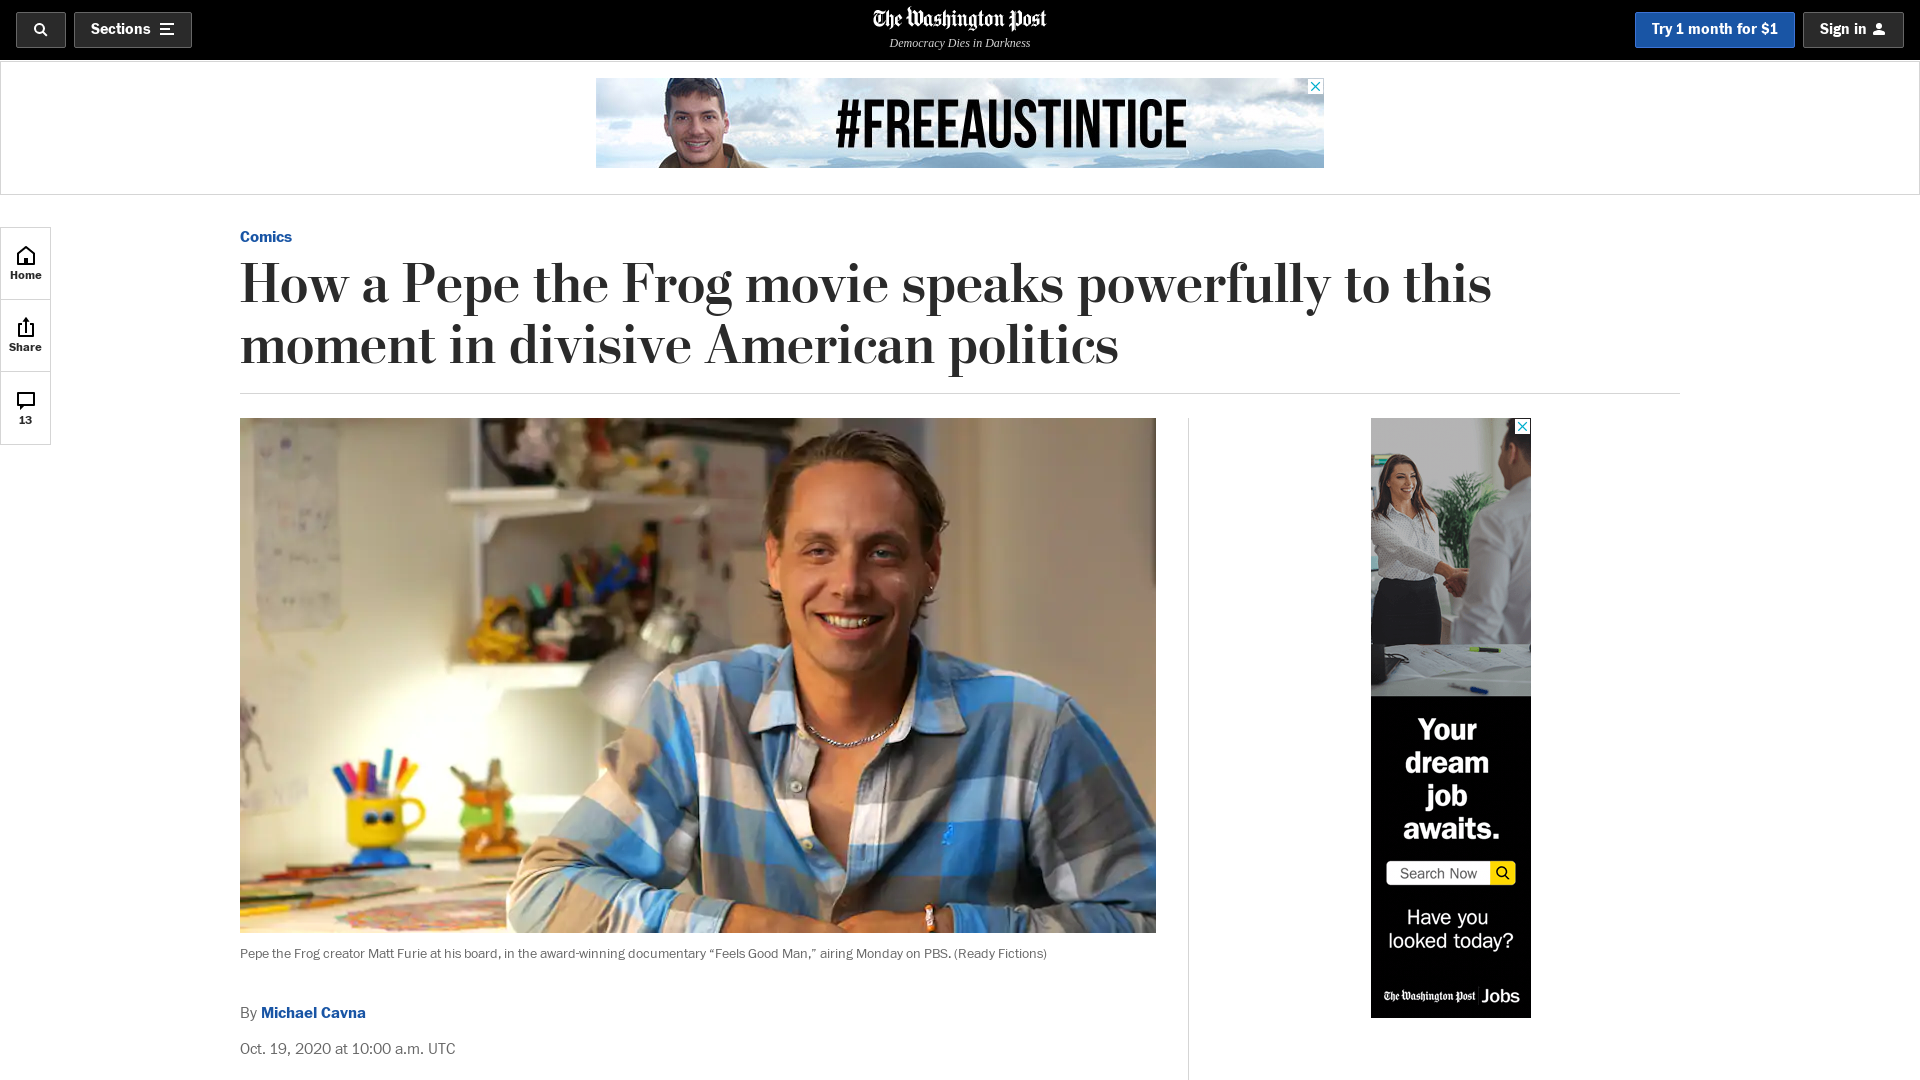 Sections
The Washington Post
Democracy Dies in Darkness
Try 1 month for $1
Sign in
#FREEAUSTINTICE
Home
Share
13
Comics
How a Pepe the Frog movie speaks powerfully to this
moment in divisive American politics
Pepe the Frog creator Matt Furie at his board, in the award-winning documentary “Feels Good Man,” airing Monday on PBS. (Ready Fictions)
By Michael Cavna
Oct. 19, 2020 at 10:00 a.m. UTC
Your
dream
job
awaits.
Search Now
Have you
looked today?
The Washington Post Jobs